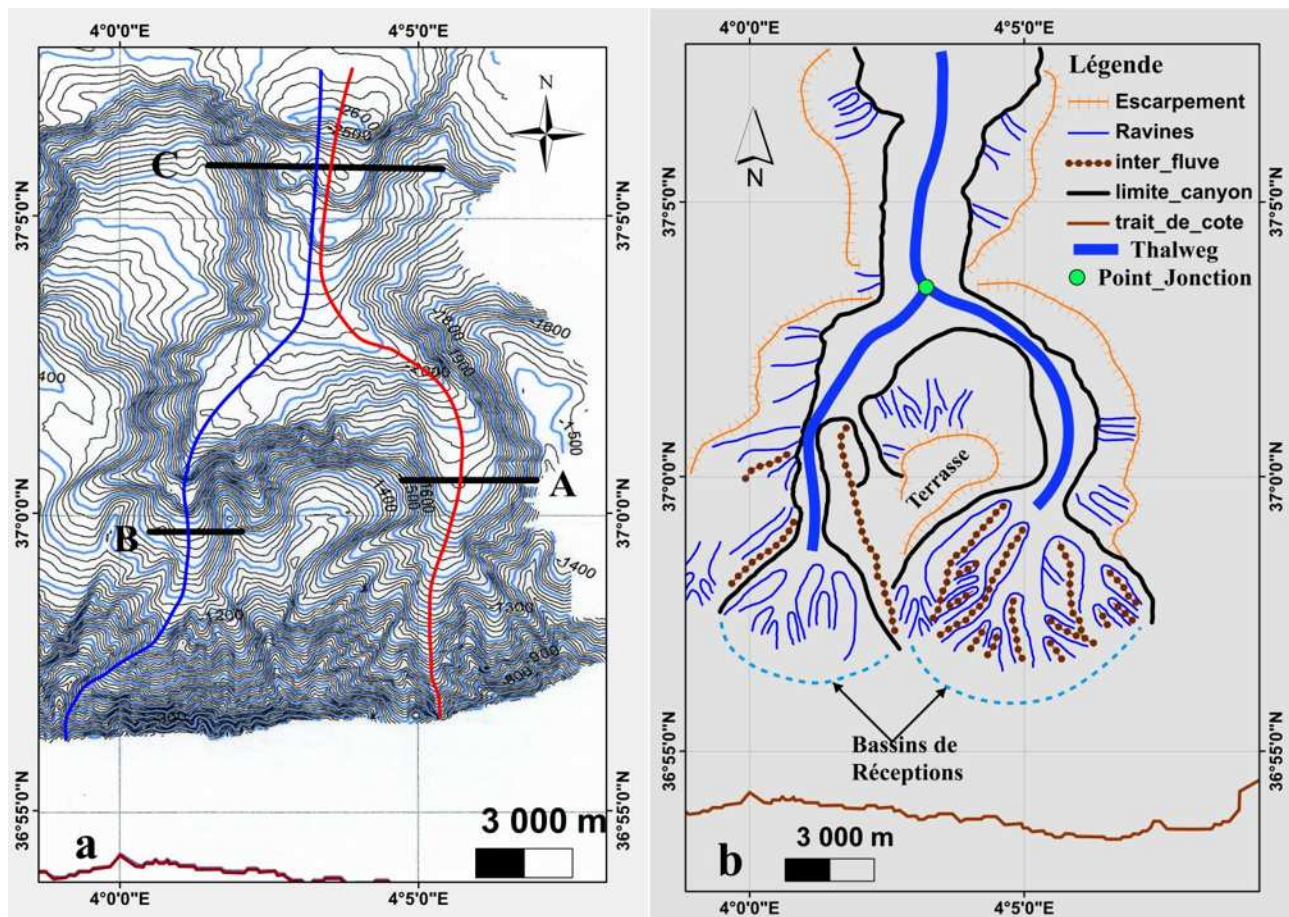 4°0'0"E
4°5'0"E
N
-2600
-2500
C
37°5'0"N
37°5'0"N
-1800
-1800
-1900
-2000
400
-1500
A
1400
1600
B
37°0'0"N
37°0'0"N
-1400
-1200
-1300
-900
-800
36°55'0"N
36°55'0"N
3 000 m
a
4°0'0"E
4°5'0"E
4°0'0"E
4°5'0"E
Légende
Escarpement
Ravines
inter_fluve
limite_canyon
trait_de_cote
Thalweg
Point_Jonction
N
37°5'0"N
37°5'0"N
Terrasse
37°0'0"N
37°0'0"N
Bassins de
Réceptions
36°55'0"N
36°55'0"N
3 000 m
b
4°0'0"E
4°5'0"E